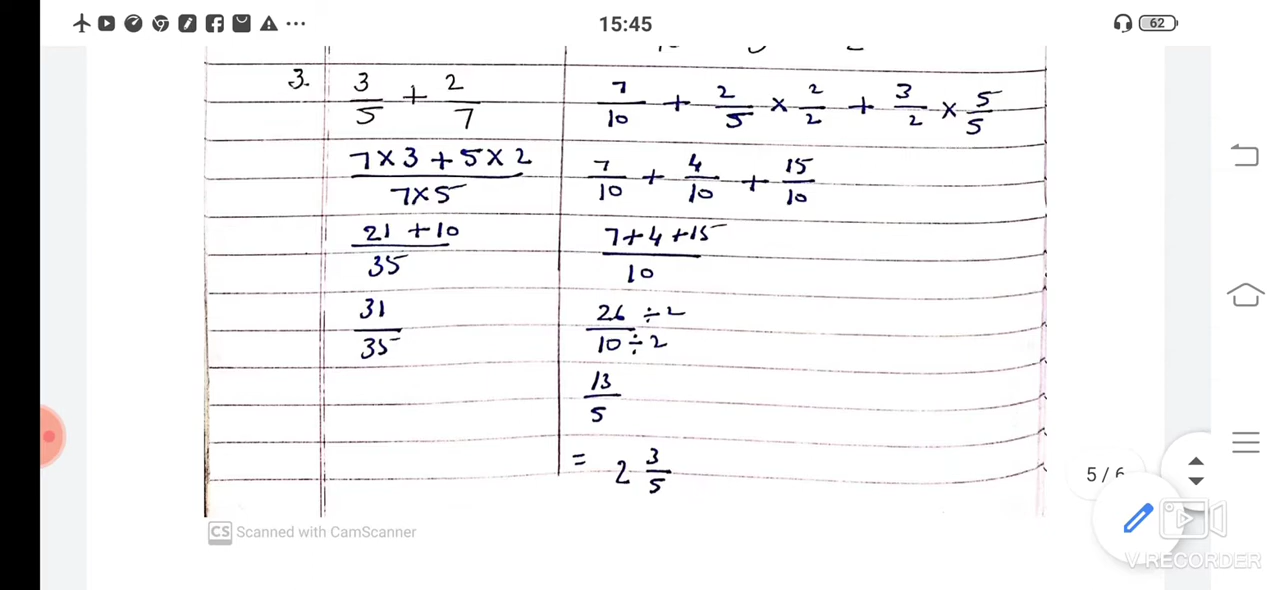 15:45
62
3. 3/5 + 2/7
7×3 + 5×2 / 7×5
21 + 10 / 35
31/35
7/10 + 2/5 × 2/2 + 3/2 × 5/5
7/10 + 4/10 + 15/10
7+4+15 / 10
26 ÷2 / 10 ÷2
13/5
= 2 3/5
5 / 6
CS Scanned with CamScanner
V RECORDER